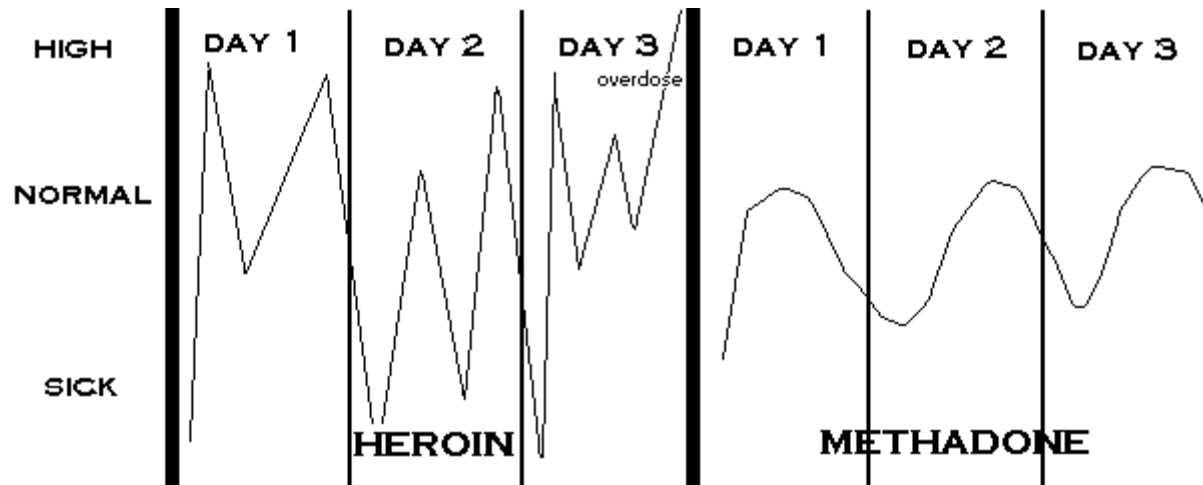 HIGH
DAY 1
DAY 2
DAY 3
DAY 1
DAY 2
DAY 3
overdose
NORMAL
SICK
HEROIN
METHADONE